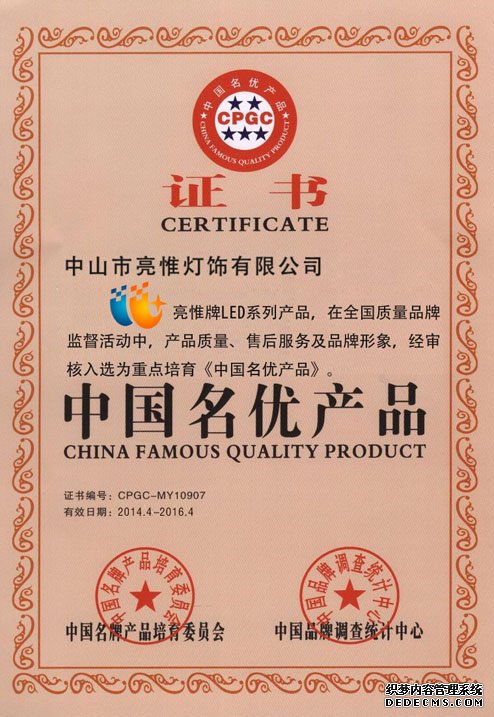 中国名优产品
CPGC
CHINA FAMOUS QUALITY PRODUCT
证书
CERTIFICATE
中山市亮惟灯饰有限公司
亮惟牌LED系列产品，在全国质量品牌
监督活动中，产品质量、售后服务及品牌形象，经审
核入选为重点培育《中国名优产品》。
中国名优产品
CHINA FAMOUS QUALITY PRODUCT
证书编号：CPGC-MY10907
有效日期：2014.4-2016.4
中国名牌产品培育委员会
中国品牌调查统计中心
中国名牌产品培育委员会
中国品牌调查统计中心
织梦内容管理系统
DEDECMS.COM